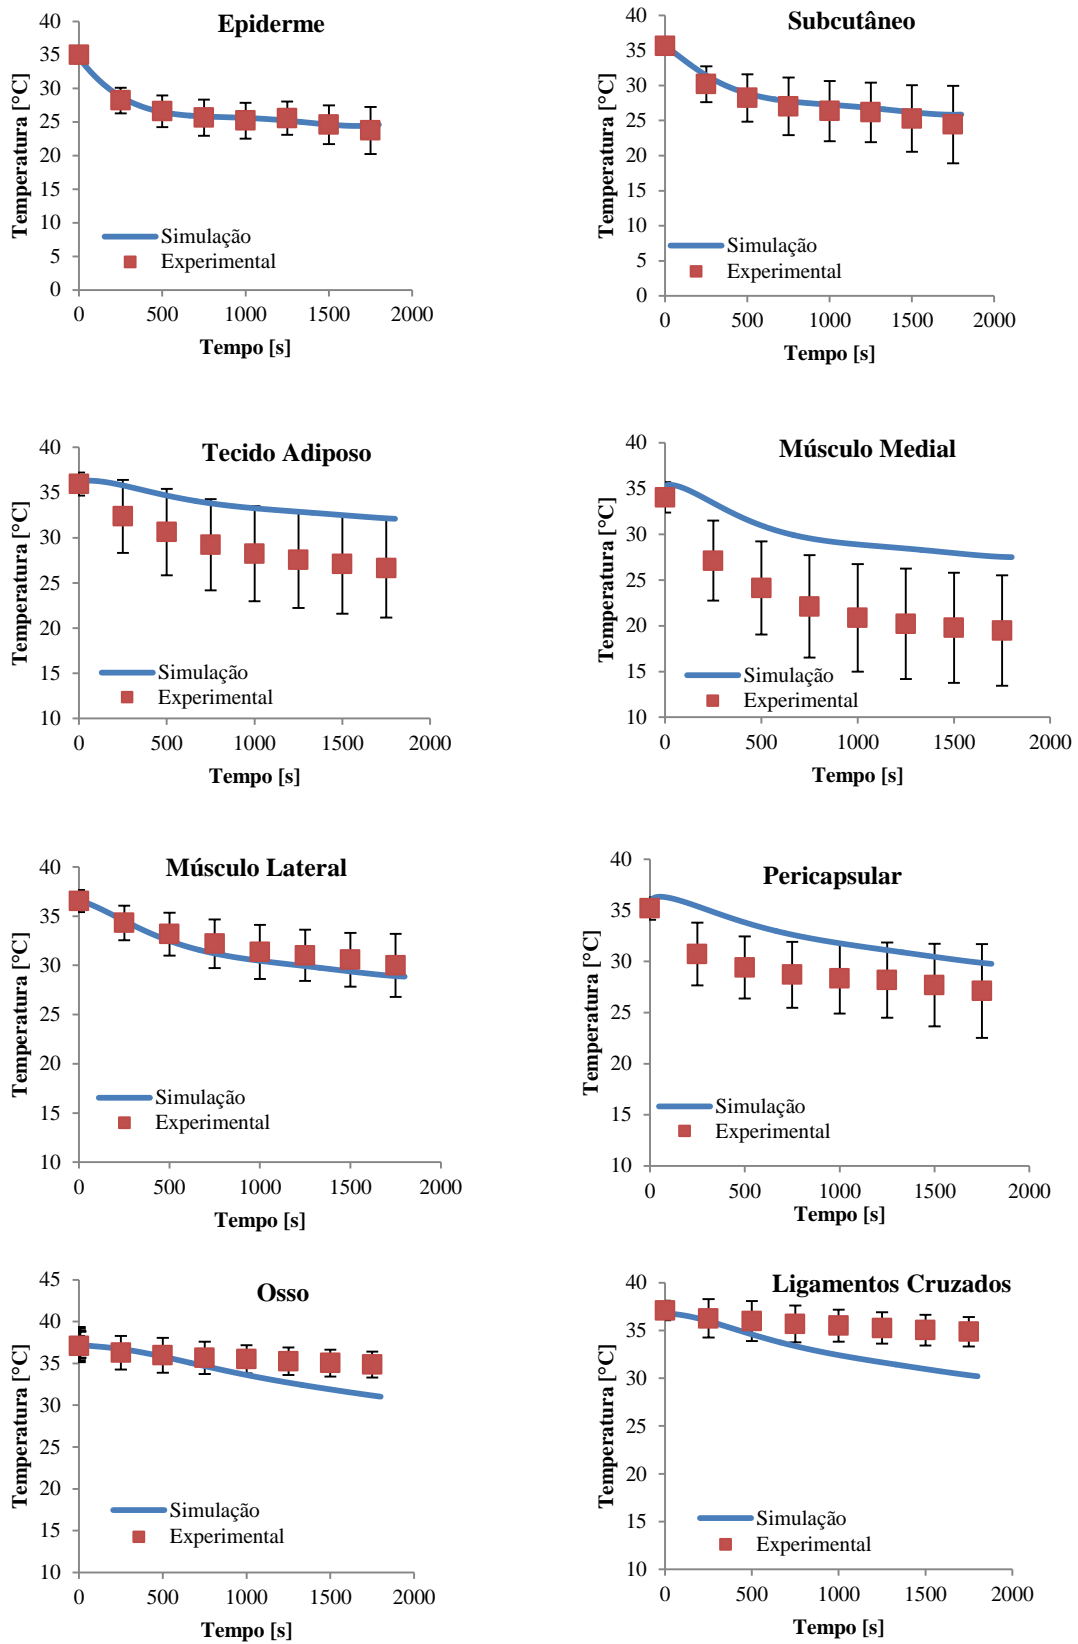 Epiderme
Temperatura [°C]
40
35
30
25
20
15
10
5
0
Simulação
Experimental
0 500 1000 1500 2000
Tempo [s]
Subcutâneo
Temperatura [°C]
40
35
30
25
20
15
10
5
0
Simulação
Experimental
0 500 1000 1500 2000
Tempo [s]
Tecido Adiposo
Temperatura [°C]
40
35
30
25
20
15
10
Simulação
Experimental
0 500 1000 1500 2000
Tempo [s]
Músculo Medial
Temperatura [°C]
40
35
30
25
20
15
10
Simulação
Experimental
0 500 1000 1500 2000
Tempo [s]
Músculo Lateral
Temperatura [°C]
40
35
30
25
20
15
10
Simulação
Experimental
0 500 1000 1500 2000
Tempo [s]
Pericapsular
Temperatura [°C]
40
35
30
25
20
15
10
Simulação
Experimental
0 500 1000 1500 2000
Tempo [s]
Osso
Temperatura [°C]
45
40
35
30
25
20
15
10
Simulação
Experimental
0 500 1000 1500 2000
Tempo [s]
Ligamentos Cruzados
Temperatura [°C]
40
35
30
25
20
15
10
Simulação
Experimental
0 500 1000 1500 2000
Tempo [s]